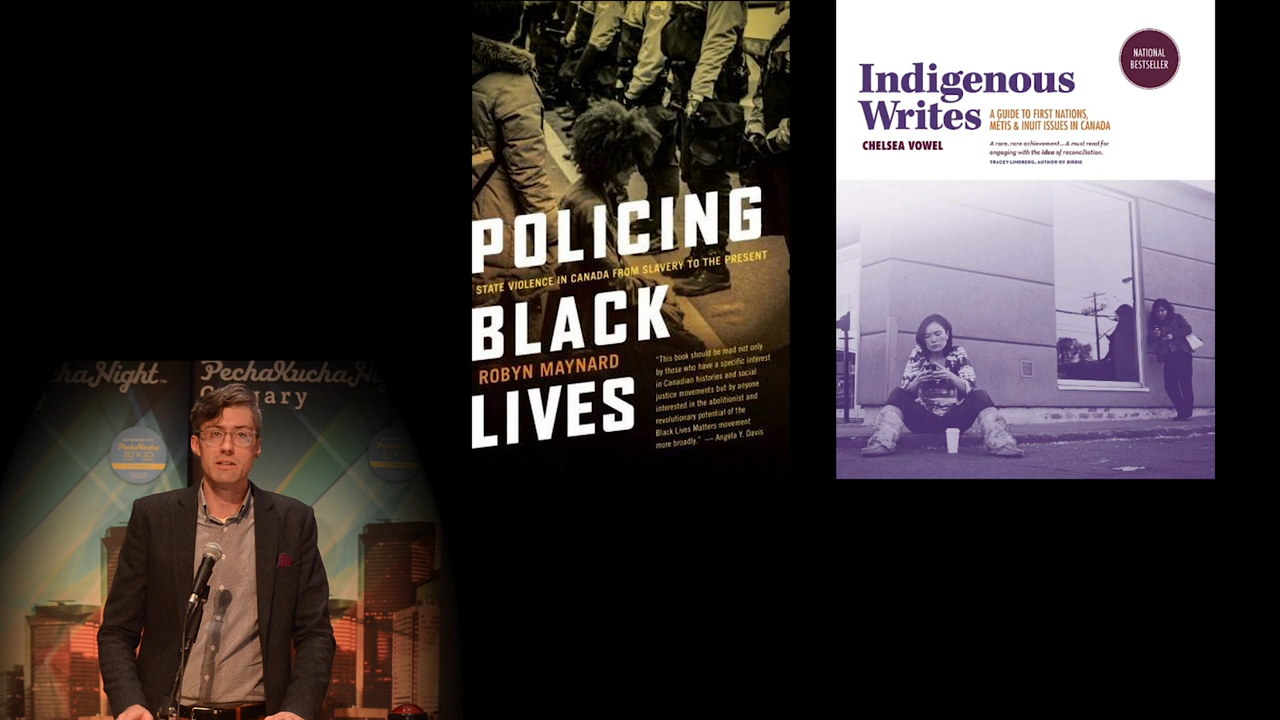 POLICING
STATE VIOLENCE IN CANADA FROM SLAVERY TO THE PRESENT
BLACK
ROBYN MAYNARD
LIVES
"This book should be read not only
by those who have a specific interest
in Canadian histories and social
justice movements but by anyone
interested in the abolitionist and
revolutionary potential of the
Black Lives Matters movement
more broadly." — Angela Y. Davis
NATIONAL
BESTSELLER
Indigenous
Writes
A GUIDE TO FIRST NATIONS,
MÉTIS & INUIT ISSUES IN CANADA
CHELSEA VOWEL
A rare, rare achievement...A must read for
engaging with the idea of reconciliation.
TRACEY LINDBERG, AUTHOR OF BIRDIE
haNight™
PechaKuchaN
C gary
PechaKucha
20X20